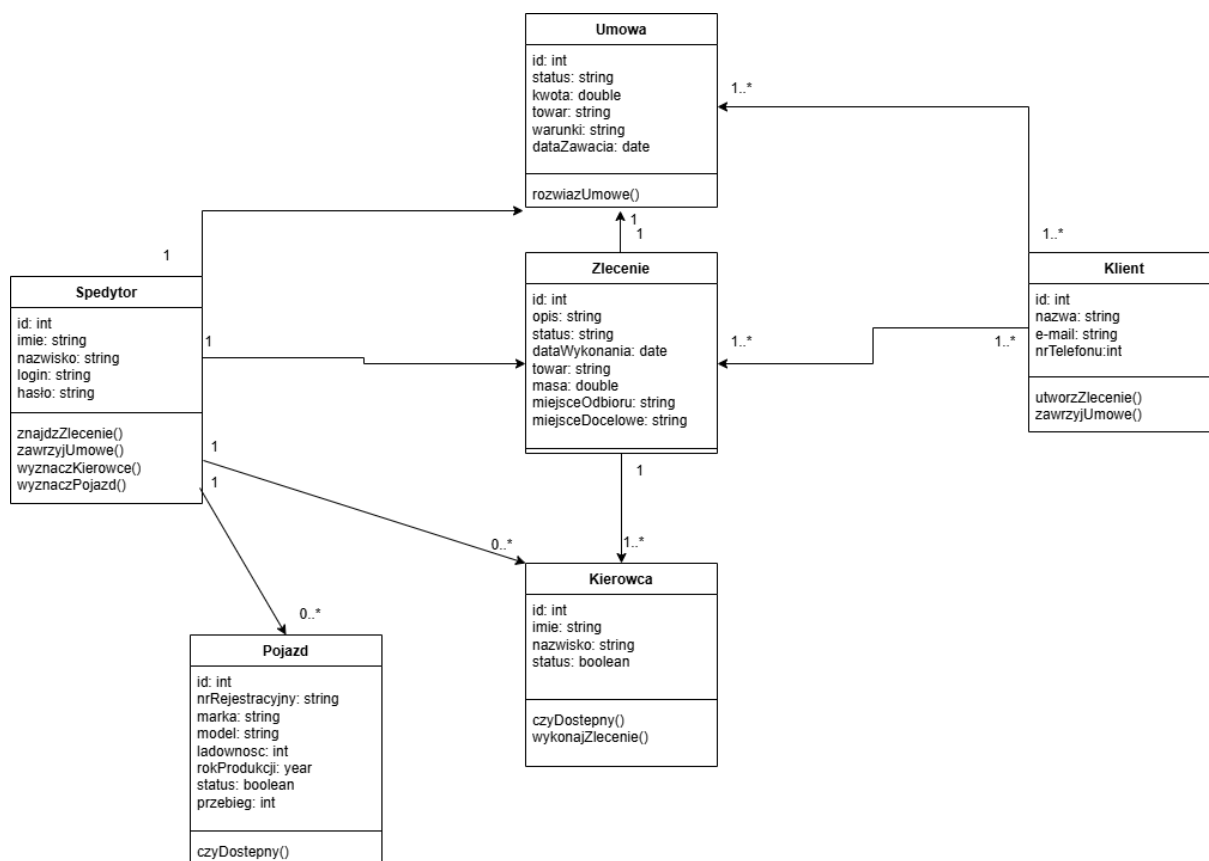 Umowa
id: int
status: string
kwota: double
towar: string
warunki: string
dataZawacia: date
rozwiazUmowe()
1..*
1..*
1
1
1
Spedytor
id: int
imie: string
nazwisko: string
login: string
hasło: string
znajdzZlecenie()
zawrzyjUmowe()
wyznaczKierowce()
wyznaczPojazd()
1
1
1
Zlecenie
id: int
opis: string
status: string
dataWykonania: date
towar: string
masa: double
miejsceOdbioru: string
miejsceDocelowe: string
1..*
1..*
Klient
id: int
nazwa: string
e-mail: string
nrTelefonu:int
utworzZlecenie()
zawrzyjUmowe()
1
1..*
0..*
Kierowca
id: int
imie: string
nazwisko: string
status: boolean
czyDostepny()
wykonajZlecenie()
0..*
Pojazd
id: int
nrRejestracyjny: string
marka: string
model: string
ladownosc: int
rokProdukcji: year
status: boolean
przebieg: int
czyDostepny()